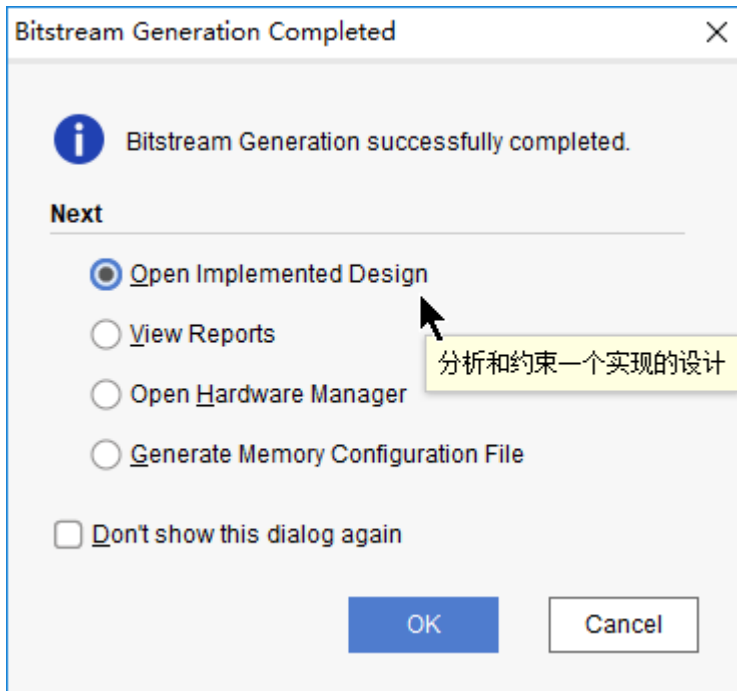 Bitstream Generation Completed
Bitstream Generation successfully completed.
Next
Open Implemented Design
View Reports
分析和约束一个实现的设计
Open Hardware Manager
Generate Memory Configuration File
Don't show this dialog again
OK
Cancel